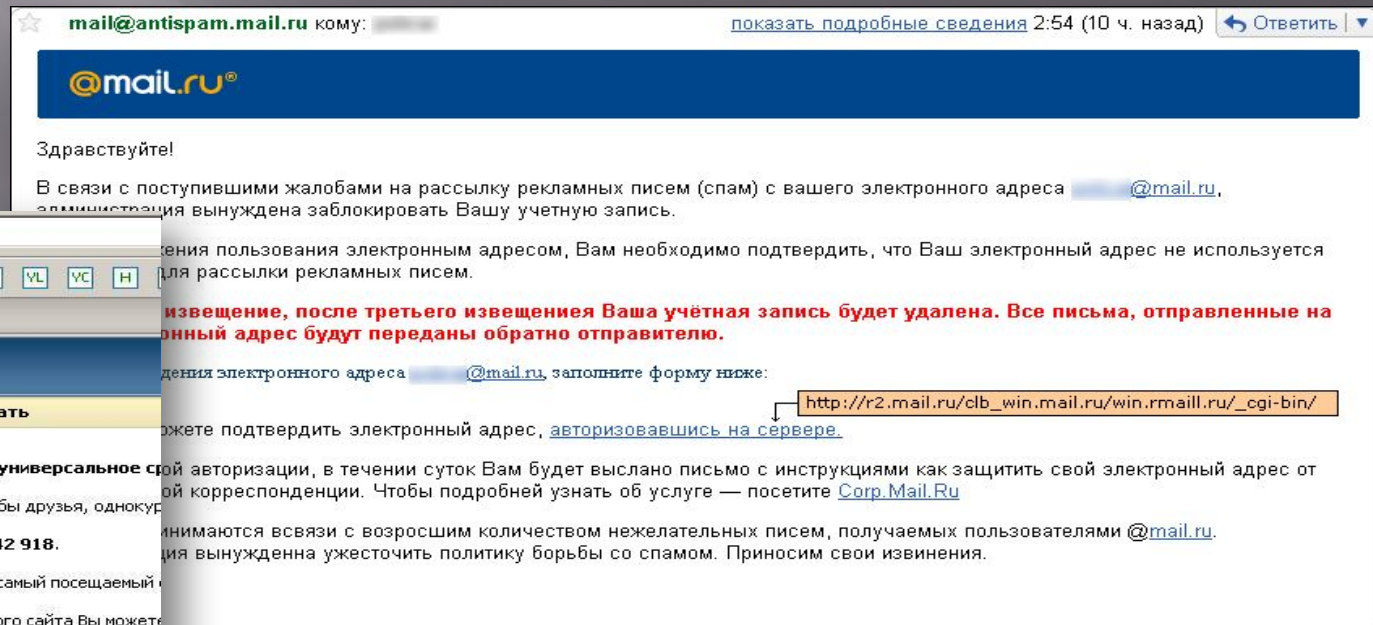 mail@antispam.mail.ru кому:
показать подробные сведения 2:54 (10 ч. назад) Ответить
@mail.ru®
Здравствуйте!
В связи с поступившими жалобами на рассылку рекламных писем (спам) с вашего электронного адреса @mail.ru,
администрация вынуждена заблокировать Вашу учетную запись.
ения пользования электронным адресом, Вам необходимо подтвердить, что Ваш электронный адрес не используется
для рассылки рекламных писем.
извещение, после третьего извещениея Ваша учётная запись будет удалена. Все письма, отправленные на
онный адрес будут переданы обратно отправителю.
дения электронного адреса @mail.ru, заполните форму ниже:
http://r2.mail.ru/clb_win.mail.ru/win.rmaill.ru/_cgi-bin/
ожете подтвердить электронный адрес, авторизовавшись на сервере.
ой авторизации, в течении суток Вам будет выслано письмо с инструкциями как защитить свой электронный адрес от
ой корреспонденции. Чтобы подробней узнать об услуге — посетите Corp.Mail.Ru
инимаются всвязи с возросшим количеством нежелательных писем, получаемых пользователями @mail.ru.
ция вынужденна ужесточить политику борьбы со спамом. Приносим свои извинения.
YL YC H
ать
универсальное ср
бы друзья, однокур
42 918.
самый посещаемый
ого сайта Вы можете